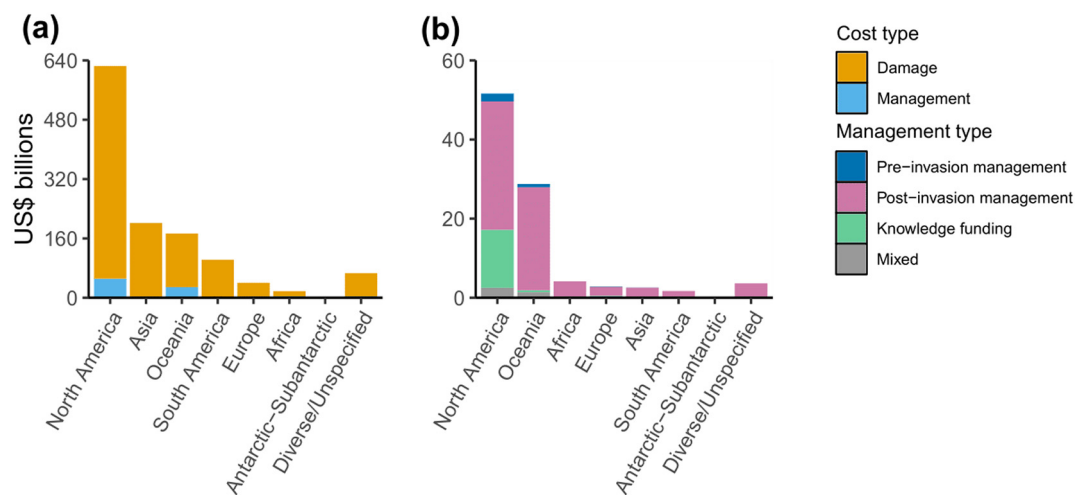 (a)
US$ billions
640
480
320
160
0
North America
Asia
Oceania
South America
Europe
Africa
Antarctic−Subantarctic
Diverse/Unspecified
(b)
60
40
20
0
North America
Oceania
Africa
Europe
Asia
South America
Antarctic−Subantarctic
Diverse/Unspecified
Cost type
Damage
Management
Management type
Pre−invasion management
Post−invasion management
Knowledge funding
Mixed